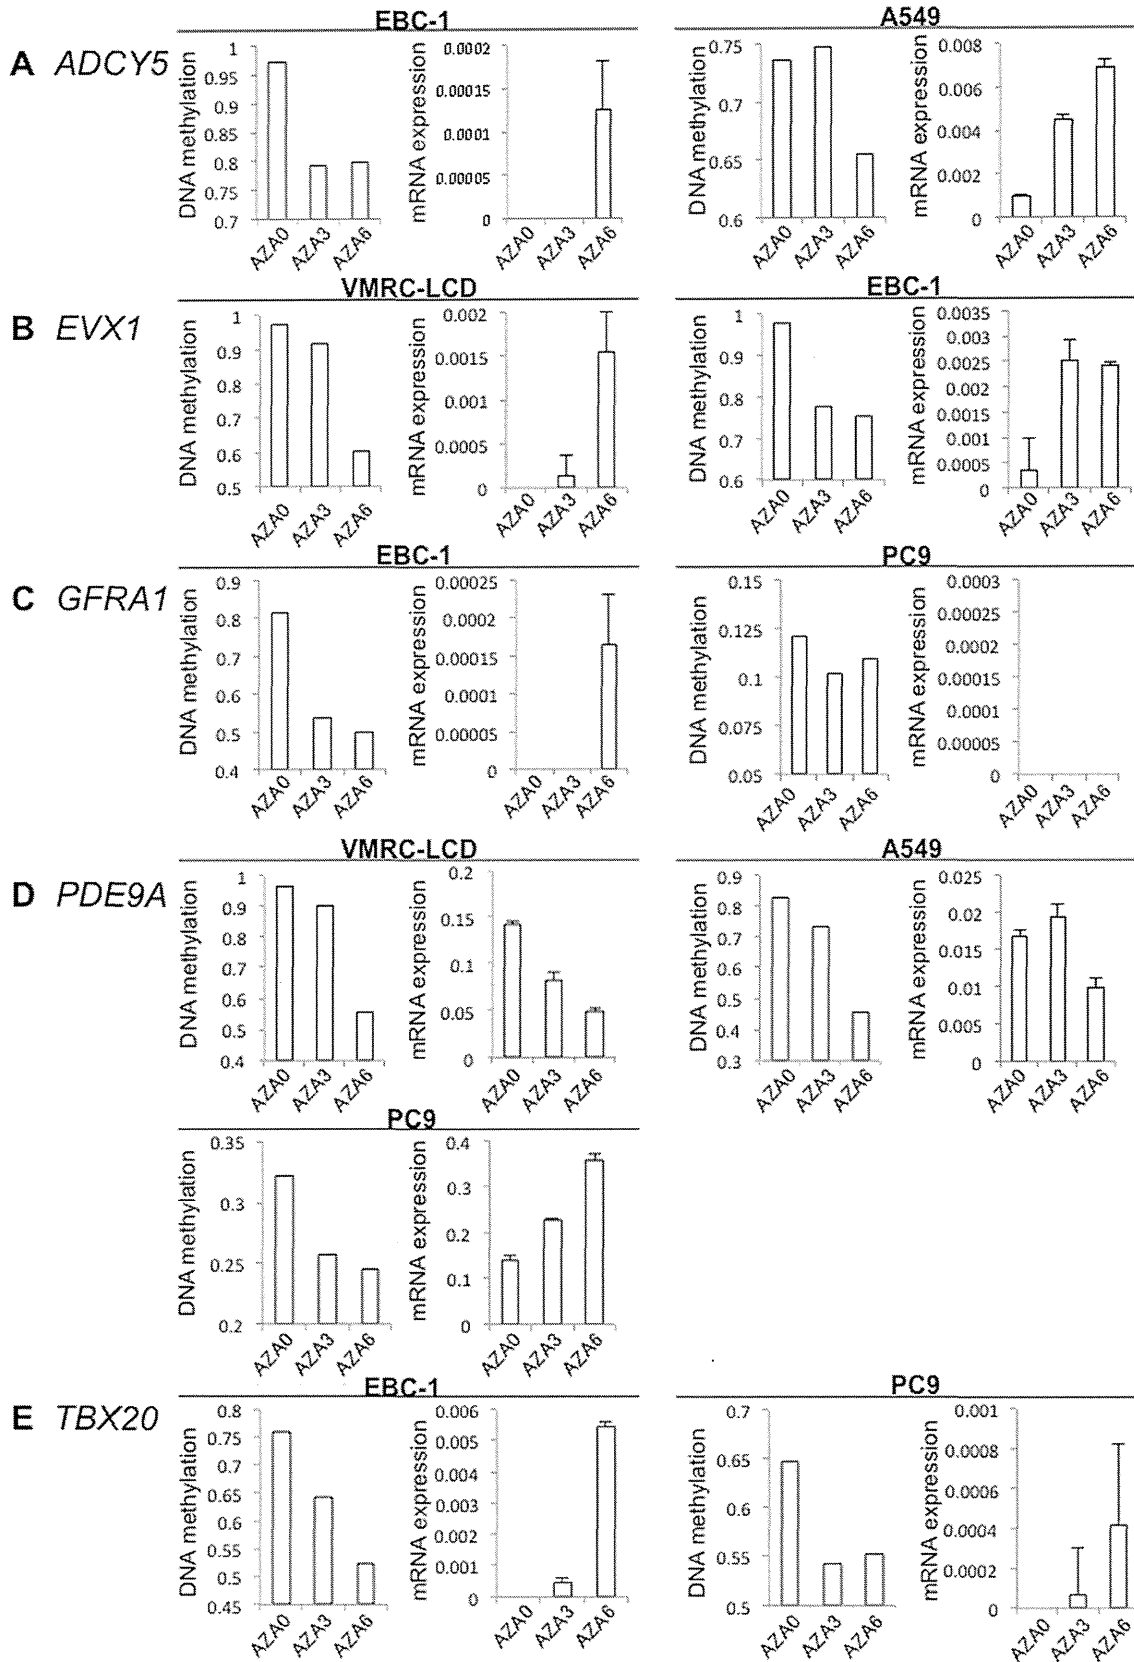 EBC-1
A549
A ADCY5
DNA methylation
1
0.95
0.9
0.85
0.8
0.75
0.7
AZA0 AZA3 AZA6
mRNA expression
0.0002
0.00015
0.0001
0.00005
0
AZA0 AZA3 AZA6
DNA methylation
0.75
0.7
0.65
0.6
AZA0 AZA3 AZA6
mRNA expression
0.008
0.006
0.004
0.002
0
AZA0 AZA3 AZA6
VMRC-LCD
EBC-1
B EVX1
DNA methylation
1
0.9
0.8
0.7
0.6
0.5
AZA0 AZA3 AZA6
mRNA expression
0.002
0.0015
0.001
0.0005
0
AZA0 AZA3 AZA6
DNA methylation
1
0.9
0.8
0.7
0.6
AZA0 AZA3 AZA6
mRNA expression
0.0035
0.003
0.0025
0.002
0.0015
0.001
0.0005
0
AZA0 AZA3 AZA6
EBC-1
PC9
C GFRA1
DNA methylation
0.9
0.8
0.7
0.6
0.5
0.4
AZA0 AZA3 AZA6
mRNA expression
0.00025
0.0002
0.00015
0.0001
0.00005
0
AZA0 AZA3 AZA6
DNA methylation
0.15
0.125
0.1
0.075
0.05
AZA0 AZA3 AZA6
mRNA expression
0.0003
0.00025
0.0002
0.00015
0.0001
0.00005
0
AZA0 AZA3 AZA6
VMRC-LCD
A549
D PDE9A
DNA methylation
1
0.9
0.8
0.7
0.6
0.5
0.4
AZA0 AZA3 AZA6
mRNA expression
0.2
0.15
0.1
0.05
0
AZA0 AZA3 AZA6
DNA methylation
0.9
0.8
0.7
0.6
0.5
0.4
0.3
AZA0 AZA3 AZA6
mRNA expression
0.025
0.02
0.015
0.01
0.005
0
AZA0 AZA3 AZA6
PC9
DNA methylation
0.35
0.3
0.25
0.2
AZA0 AZA3 AZA6
mRNA expression
0.4
0.3
0.2
0.1
0
AZA0 AZA3 AZA6
EBC-1
PC9
E TBX20
DNA methylation
0.8
0.75
0.7
0.65
0.6
0.55
0.5
0.45
AZA0 AZA3 AZA6
mRNA expression
0.006
0.005
0.004
0.003
0.002
0.001
0
AZA0 AZA3 AZA6
DNA methylation
0.7
0.65
0.6
0.55
0.5
AZA0 AZA3 AZA6
mRNA expression
0.001
0.0008
0.0006
0.0004
0.0002
0
AZA0 AZA3 AZA6